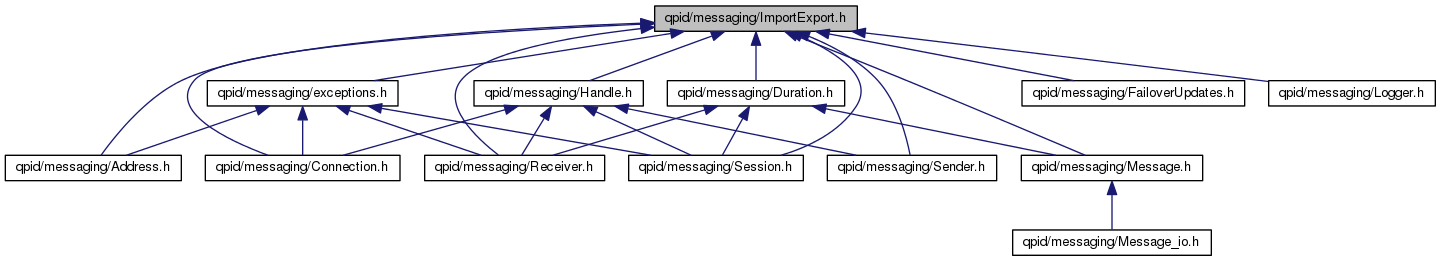 qpid/messaging/ImportExport.h
qpid/messaging/exceptions.h
qpid/messaging/Handle.h
qpid/messaging/Duration.h
qpid/messaging/FailoverUpdates.h
qpid/messaging/Logger.h
qpid/messaging/Address.h
qpid/messaging/Connection.h
qpid/messaging/Receiver.h
qpid/messaging/Session.h
qpid/messaging/Sender.h
qpid/messaging/Message.h
qpid/messaging/Message_io.h